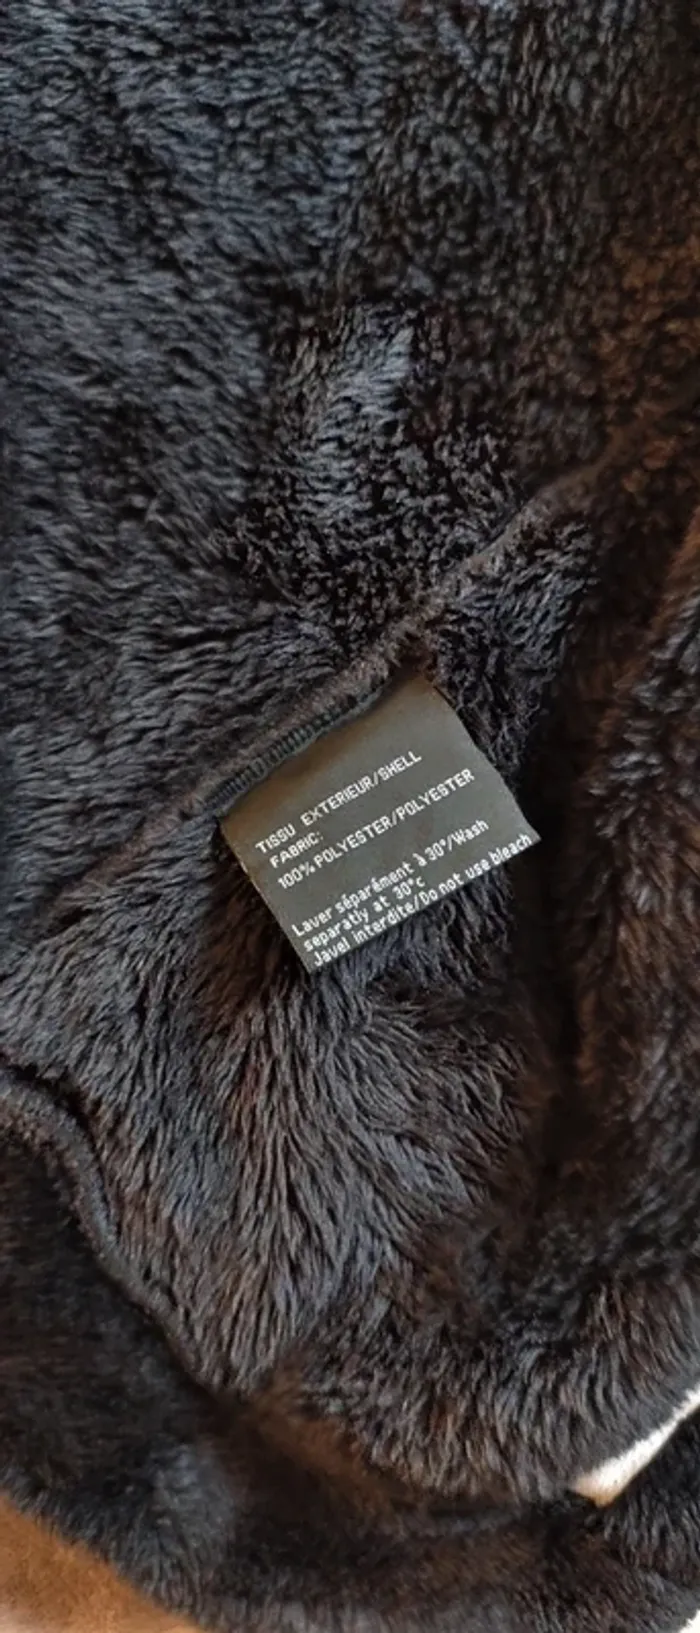 TISSU EXTERIEUR/SHELL
FABRIC:
100% POLYESTER/POLYESTER
Laver séparément à 30°/Wash
separatly at 30°c
Javel interdite/Do not use bleach